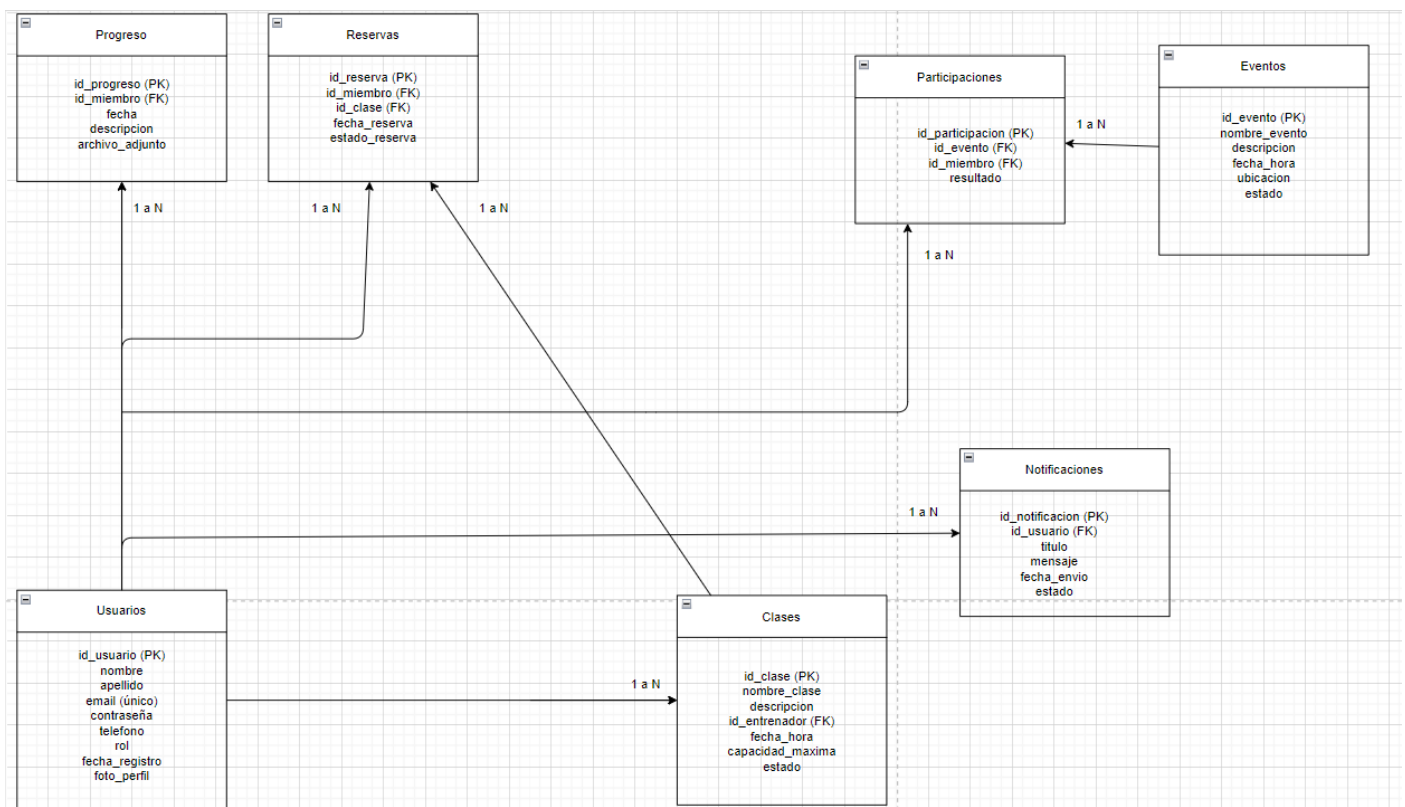 Progreso
id_progreso (PK)
id_miembro (FK)
fecha
descripcion
archivo_adjunto
Reservas
id_reserva (PK)
id_miembro (FK)
id_clase (FK)
fecha_reserva
estado_reserva
Participaciones
id_participacion (PK)
id_evento (FK)
id_miembro (FK)
resultado
Eventos
id_evento (PK)
nombre_evento
descripcion
fecha_hora
ubicacion
estado
1 a N
1 a N
1 a N
1 a N
1 a N
Notificaciones
id_notificacion (PK)
id_usuario (FK)
titulo
mensaje
fecha_envio
estado
1 a N
Usuarios
id_usuario (PK)
nombre
apellido
email (único)
contraseña
telefono
rol
fecha_registro
foto_perfil
1 a N
Clases
id_clase (PK)
nombre_clase
descripcion
id_entrenador (FK)
fecha_hora
capacidad_maxima
estado